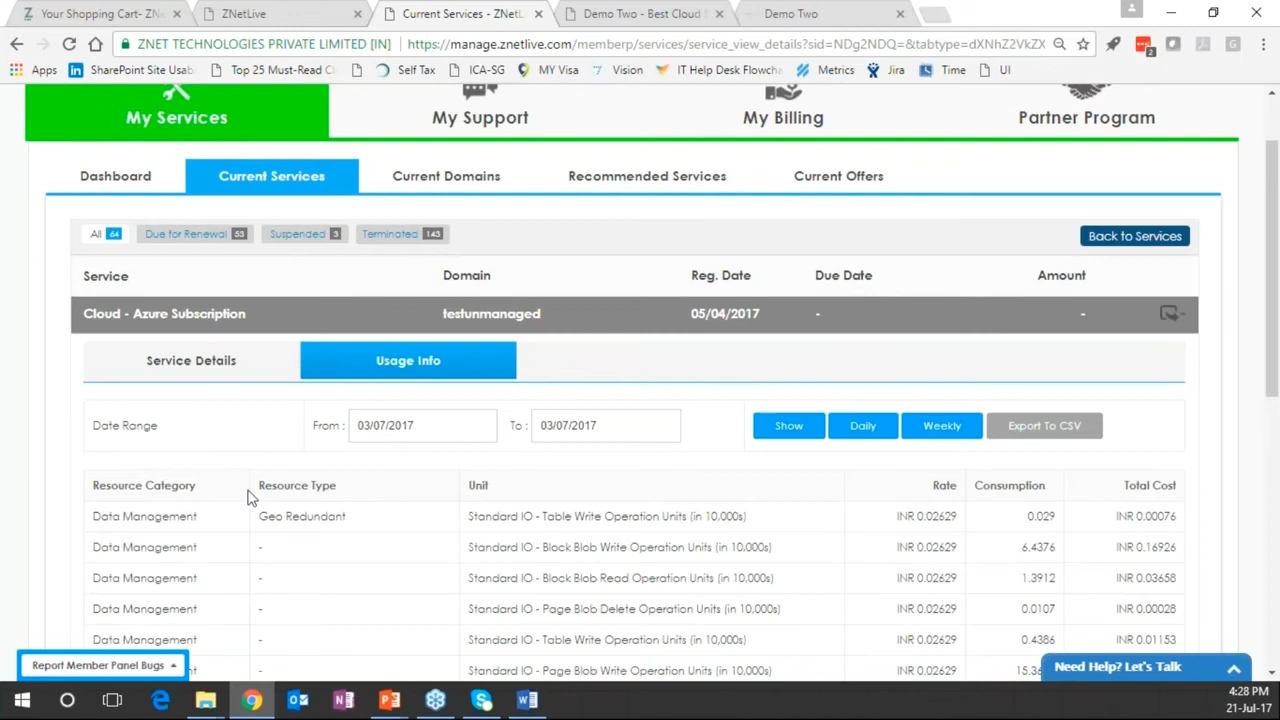 Your Shopping Cart- ZNe
ZNetLive
Current Services - ZNetL
Demo Two - Best Cloud
Demo Two
ZNET TECHNOLOGIES PRIVATE LIMITED [IN]
https://manage.znetlive.com/memberp/services/service_view_details?sid=NDg2NDQ=&tabtype=dXNhZ2VkZX
Apps
SharePoint Site Usab
Top 25 Must-Read Cl
Self Tax
ICA-SG
MY Visa
Vision
IT Help Desk Flowcha
Metrics
Jira
Time
UI
My Services
My Support
My Billing
Partner Program
Dashboard
Current Services
Current Domains
Recommended Services
Current Offers
All 64
Due for Renewal 53
Suspended 3
Terminated 143
Back to Services
Service Domain Reg. Date Due Date Amount
Cloud - Azure Subscription testunmanaged 05/04/2017 - -
Service Details
Usage Info
Date Range From : 03/07/2017 To : 03/07/2017 Show Daily Weekly Export To CSV
Resource Category Resource Type Unit Rate Consumption Total Cost
Data Management Geo Redundant Standard IO - Table Write Operation Units (in 10,000s) INR 0.02629 0.029 INR 0.00076
Data Management - Standard IO - Block Blob Write Operation Units (in 10,000s) INR 0.02629 6.4376 INR 0.16926
Data Management - Standard IO - Block Blob Read Operation Units (in 10,000s) INR 0.02629 1.3912 INR 0.03658
Data Management - Standard IO - Page Blob Delete Operation Units (in 10,000s) INR 0.02629 0.0107 INR 0.00028
Data Management - Standard IO - Table Write Operation Units (in 10,000s) INR 0.02629 0.4386 INR 0.01153
- Standard IO - Page Blob Write Operation Units (in 10,000s) INR 0.02629
Report Member Panel Bugs
Need Help? Let's Talk
4:28 PM
21-Jul-17